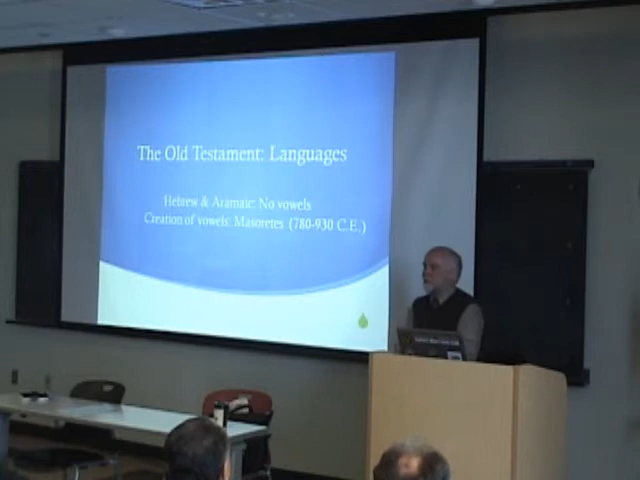 The Old Testament: Languages
Hebrew & Aramaic: No vowels
Creation of vowels: Masoretes (780-930 C.E.)